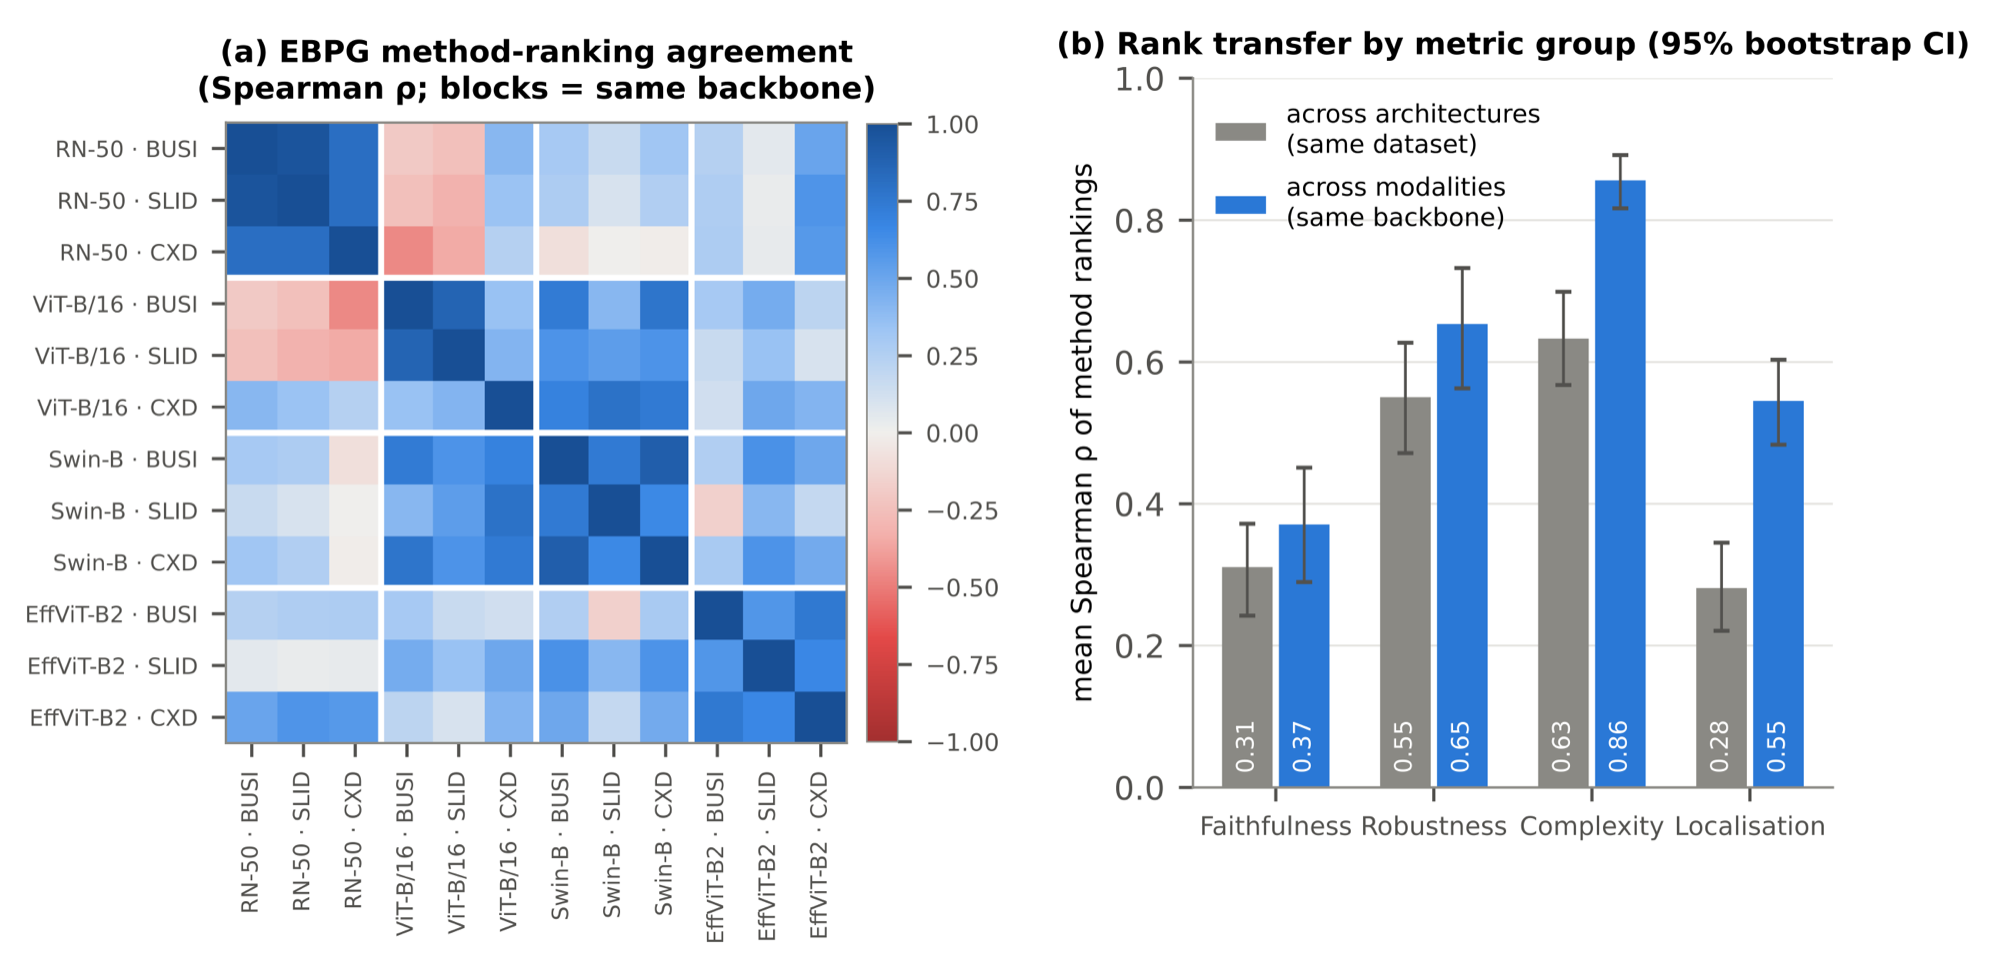 (a) EBPG method-ranking agreement
(Spearman ρ; blocks = same backbone)
RN-50 · BUSI
RN-50 · SLID
RN-50 · CXD
ViT-B/16 · BUSI
ViT-B/16 · SLID
ViT-B/16 · CXD
Swin-B · BUSI
Swin-B · SLID
Swin-B · CXD
EffViT-B2 · BUSI
EffViT-B2 · SLID
EffViT-B2 · CXD
RN-50 · BUSI
RN-50 · SLID
RN-50 · CXD
ViT-B/16 · BUSI
ViT-B/16 · SLID
ViT-B/16 · CXD
Swin-B · BUSI
Swin-B · SLID
Swin-B · CXD
EffViT-B2 · BUSI
EffViT-B2 · SLID
EffViT-B2 · CXD
1.00
0.75
0.50
0.25
0.00
−0.25
−0.50
−0.75
−1.00
(b) Rank transfer by metric group (95% bootstrap CI)
mean Spearman ρ of method rankings
1.0
0.8
0.6
0.4
0.2
0.0
across architectures
(same dataset)
across modalities
(same backbone)
0.31
0.37
0.55
0.65
0.63
0.86
0.28
0.55
Faithfulness
Robustness
Complexity
Localisation